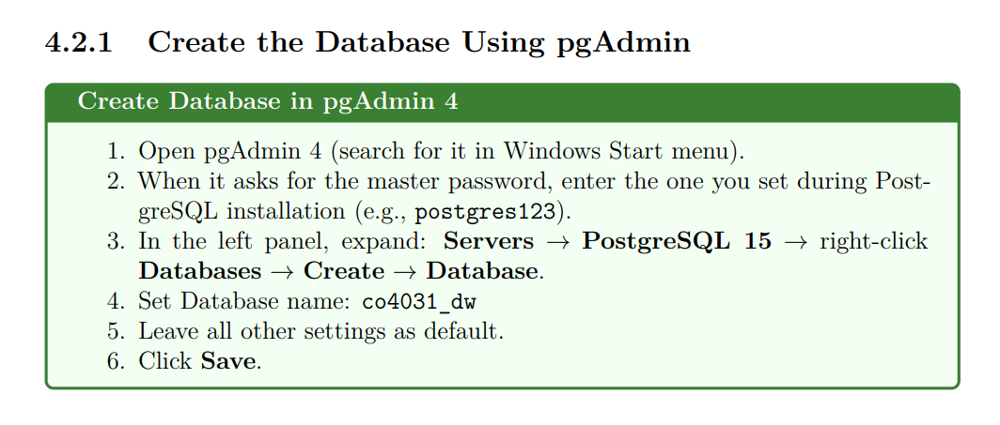 4.2.1 Create the Database Using pgAdmin
Create Database in pgAdmin 4
1. Open pgAdmin 4 (search for it in Windows Start menu).
2. When it asks for the master password, enter the one you set during Post-
greSQL installation (e.g., postgres123).
3. In the left panel, expand: Servers → PostgreSQL 15 → right-click
Databases → Create → Database.
4. Set Database name: co4031_dw
5. Leave all other settings as default.
6. Click Save.